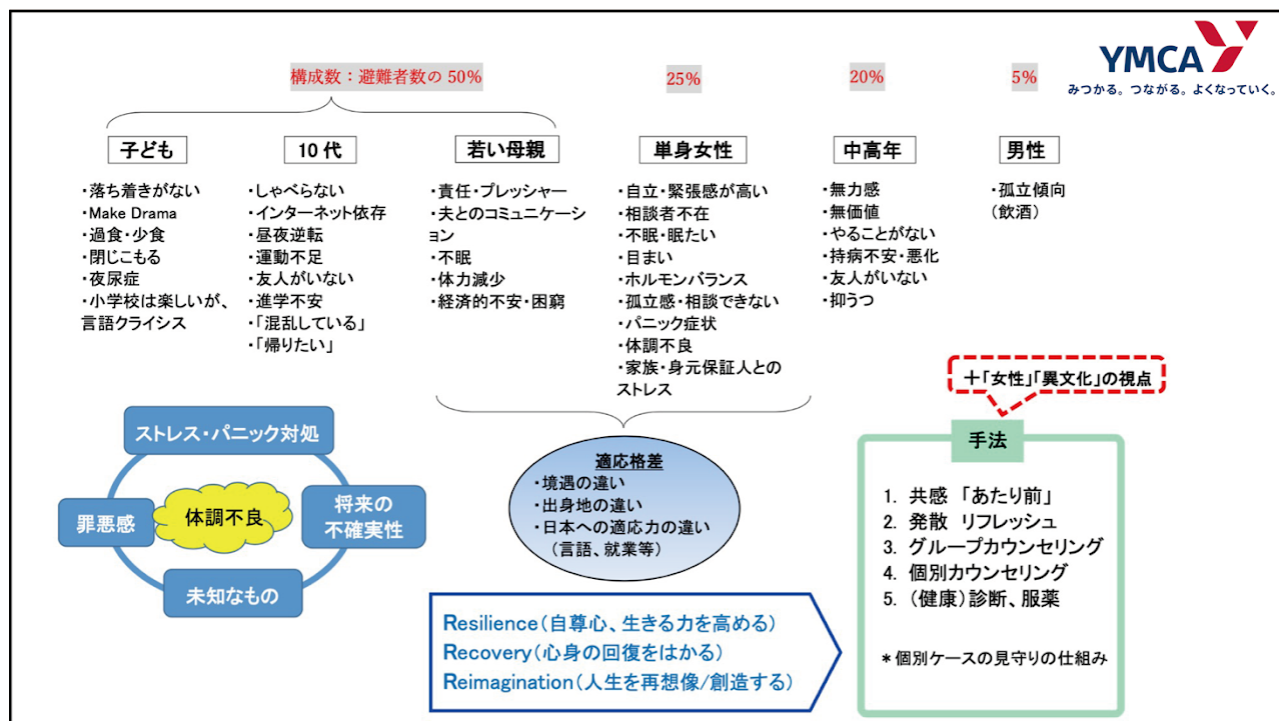 YMCA
みつかる。つながる。よくなっていく。
構成数：避難者数の 50%
25%
20%
5%
子ども
・落ち着きがない
・Make Drama
・過食・少食
・閉じこもる
・夜尿症
・小学校は楽しいが、
言語クライシス
10 代
・しゃべらない
・インターネット依存
・昼夜逆転
・運動不足
・友人がいない
・進学不安
・「混乱している」
・「帰りたい」
若い母親
・責任・プレッシャー
・夫とのコミュニケーシ
ョン
・不眠
・体力減少
・経済的不安・困窮
単身女性
・自立・緊張感が高い
・相談者不在
・不眠・眠たい
・目まい
・ホルモンバランス
・孤立感・相談できない
・パニック症状
・体調不良
・家族・身元保証人との
ストレス
中高年
・無力感
・無価値
・やることがない
・持病不安・悪化
・友人がいない
・抑うつ
男性
・孤立傾向
（飲酒）
ストレス・パニック対処
罪悪感
体調不良
将来の
不確実性
未知なもの
適応格差
・境遇の違い
・出身地の違い
・日本への適応力の違い
（言語、就業等）
Resilience（自尊心、生きる力を高める）
Recovery（心身の回復をはかる）
Reimagination（人生を再想像/創造する）
＋「女性」「異文化」の視点
手法
1. 共感 「あたり前」
2. 発散 リフレッシュ
3. グループカウンセリング
4. 個別カウンセリング
5. （健康）診断、服薬
＊個別ケースの見守りの仕組み